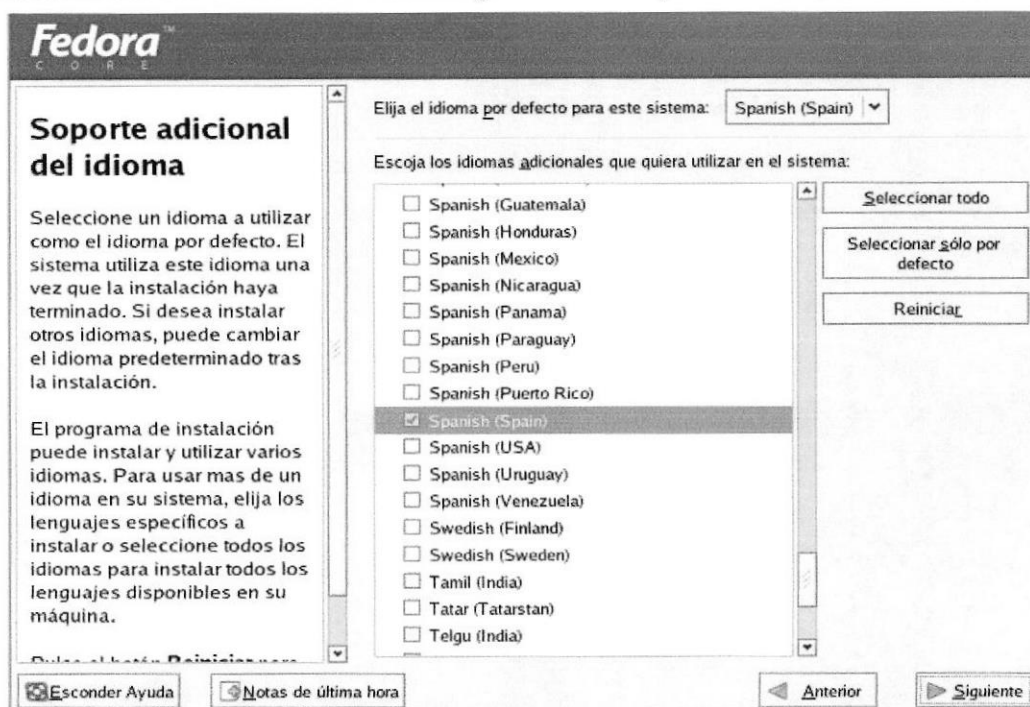 Fedora™
CORE
Soporte adicional
del idioma
Seleccione un idioma a utilizar
como el idioma por defecto. El
sistema utiliza este idioma una
vez que la instalación haya
terminado. Si desea instalar
otros idiomas, puede cambiar
el idioma predeterminado tras
la instalación.
El programa de instalación
puede instalar y utilizar varios
idiomas. Para usar mas de un
idioma en su sistema, elija los
lenguajes específicos a
instalar o seleccione todos los
idiomas para instalar todos los
lenguajes disponibles en su
máquina.
Pulse el botón Reiniciar para
Elija el idioma por defecto para este sistema: Spanish (Spain)
Escoja los idiomas adicionales que quiera utilizar en el sistema:
Spanish (Guatemala)
Spanish (Honduras)
Spanish (Mexico)
Spanish (Nicaragua)
Spanish (Panama)
Spanish (Paraguay)
Spanish (Peru)
Spanish (Puerto Rico)
Spanish (Spain)
Spanish (USA)
Spanish (Uruguay)
Spanish (Venezuela)
Swedish (Finland)
Swedish (Sweden)
Tamil (India)
Tatar (Tatarstan)
Telgu (India)
Seleccionar todo
Seleccionar sólo por
defecto
Reiniciar
Esconder Ayuda
Notas de última hora
Anterior
Siguiente